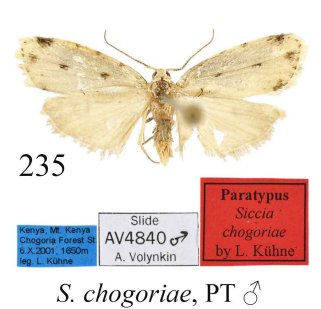 235
Kenya, Mt. Kenya
Chogoria Forest St
6.X.2001, 1650m
leg. L. Kühne
Slide
AV4840 ♂
A. Volynkin
Paratypus
Siccia
chogoriae
by L. Kühne
S. chogoriae, PT ♂